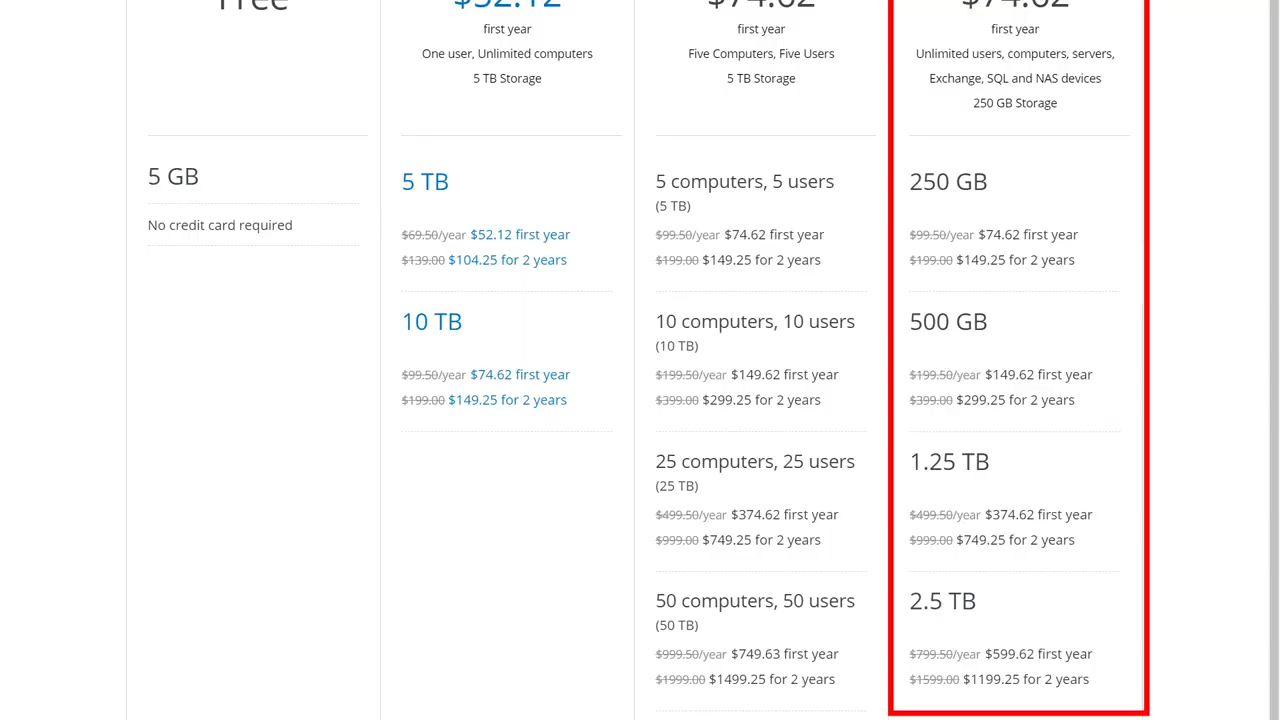 Free
$52.12
first year
One user, Unlimited computers
5 TB Storage
$74.62
first year
Five Computers, Five Users
5 TB Storage
$74.62
first year
Unlimited users, computers, servers,
Exchange, SQL and NAS devices
250 GB Storage
5 GB
No credit card required
5 TB
$69.50/year $52.12 first year
$139.00 $104.25 for 2 years
10 TB
$99.50/year $74.62 first year
$199.00 $149.25 for 2 years
5 computers, 5 users
(5 TB)
$99.50/year $74.62 first year
$199.00 $149.25 for 2 years
10 computers, 10 users
(10 TB)
$199.50/year $149.62 first year
$399.00 $299.25 for 2 years
25 computers, 25 users
(25 TB)
$499.50/year $374.62 first year
$999.00 $749.25 for 2 years
50 computers, 50 users
(50 TB)
$999.50/year $749.63 first year
$1999.00 $1499.25 for 2 years
250 GB
$99.50/year $74.62 first year
$199.00 $149.25 for 2 years
500 GB
$199.50/year $149.62 first year
$399.00 $299.25 for 2 years
1.25 TB
$499.50/year $374.62 first year
$999.00 $749.25 for 2 years
2.5 TB
$799.50/year $599.62 first year
$1599.00 $1199.25 for 2 years